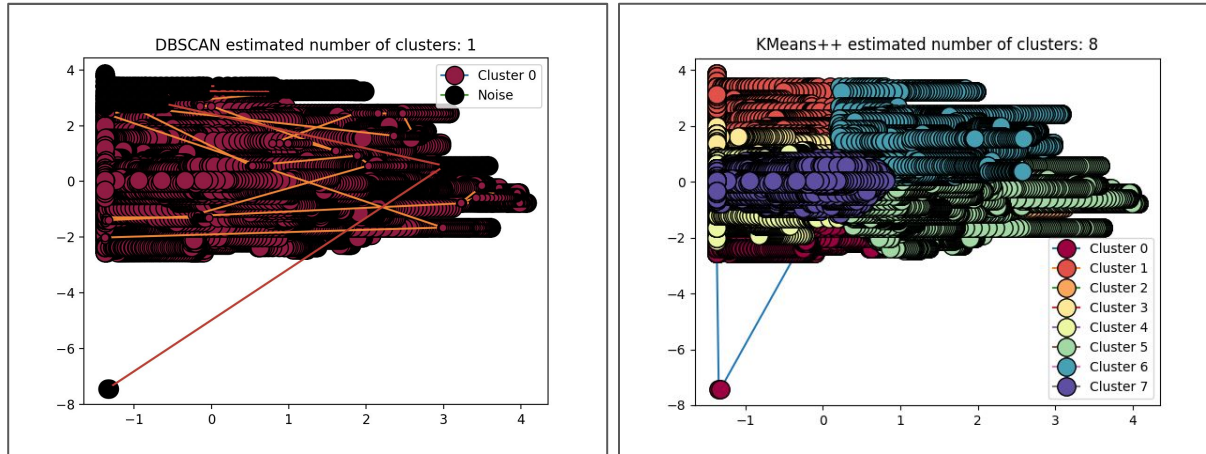 DBSCAN estimated number of clusters: 1
4
2
0
−2
−4
−6
−8
−1
0
1
2
3
4
Cluster 0
Noise
KMeans++ estimated number of clusters: 8
4
2
0
−2
−4
−6
−8
−1
0
1
2
3
4
Cluster 0
Cluster 1
Cluster 2
Cluster 3
Cluster 4
Cluster 5
Cluster 6
Cluster 7